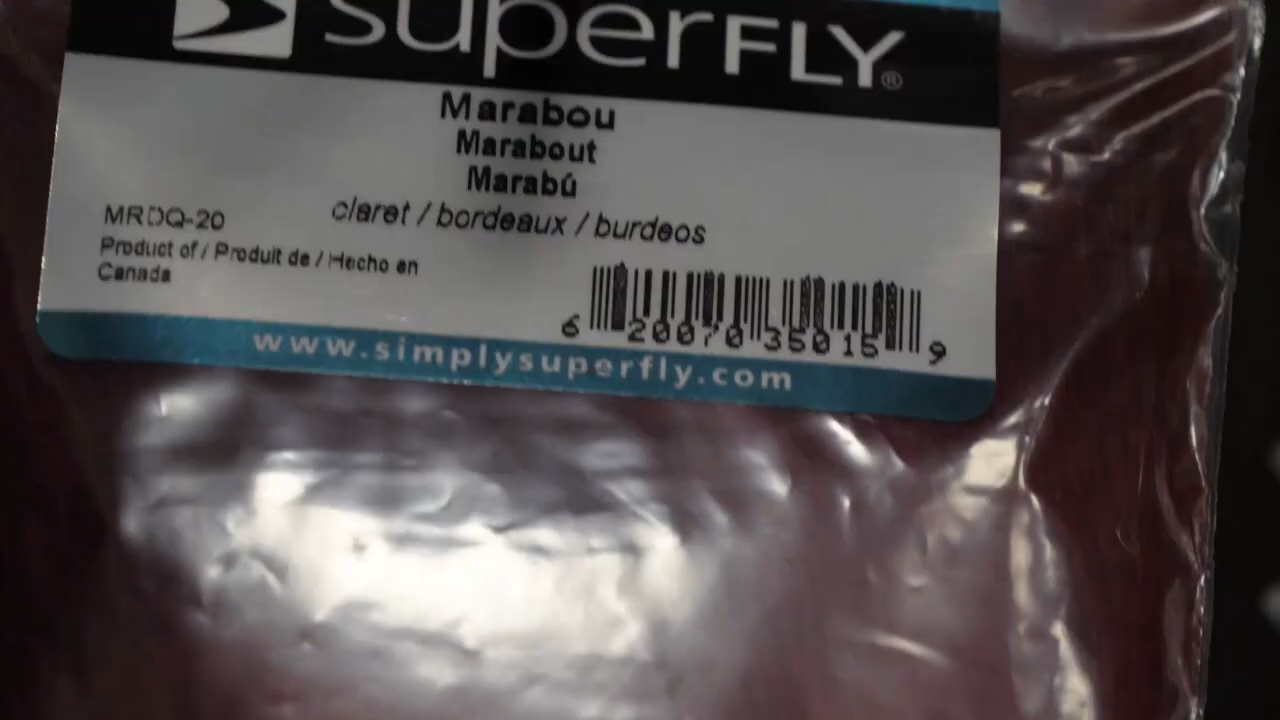 superFLY®
Marabou
Marabout
Marabú
claret / bordeaux / burdeos
MRDQ-20
Product of / Produit de / Hecho en
Canada
6 20070 35015 9
www.simplysuperfly.com